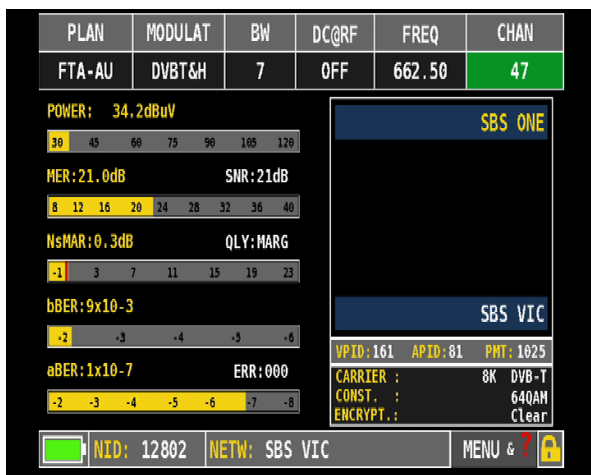 PLAN MODULAT BW DC@RF FREQ CHAN
FTA-AU DVBT&H 7 OFF 662.50 47
POWER: 34.2dBuV
30 45 60 75 90 105 120
MER:21.0dB SNR:21dB
8 12 16 20 24 28 32 36 40
NsMAR:0.3dB QLY:MARG
-1 3 7 11 15 19 23
bBER:9x10-3
-2 -3 -4 -5 -6
aBER:1x10-7 ERR:000
-2 -3 -4 -5 -6 -7 -8
SBS ONE
SBS VIC
VPID:161 APID:81 PMT:1025
CARRIER : 8K DVB-T
CONST. : 64QAM
ENCRYPT.: Clear
NID: 12802 NETW: SBS VIC MENU & ?